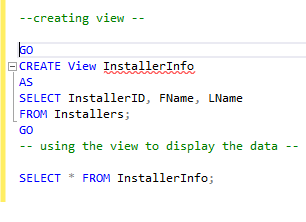 --creating view --
GO
CREATE View InstallerInfo
AS
SELECT InstallerID, FName, LName
FROM Installers;
GO
-- using the view to display the data --
SELECT * FROM InstallerInfo;